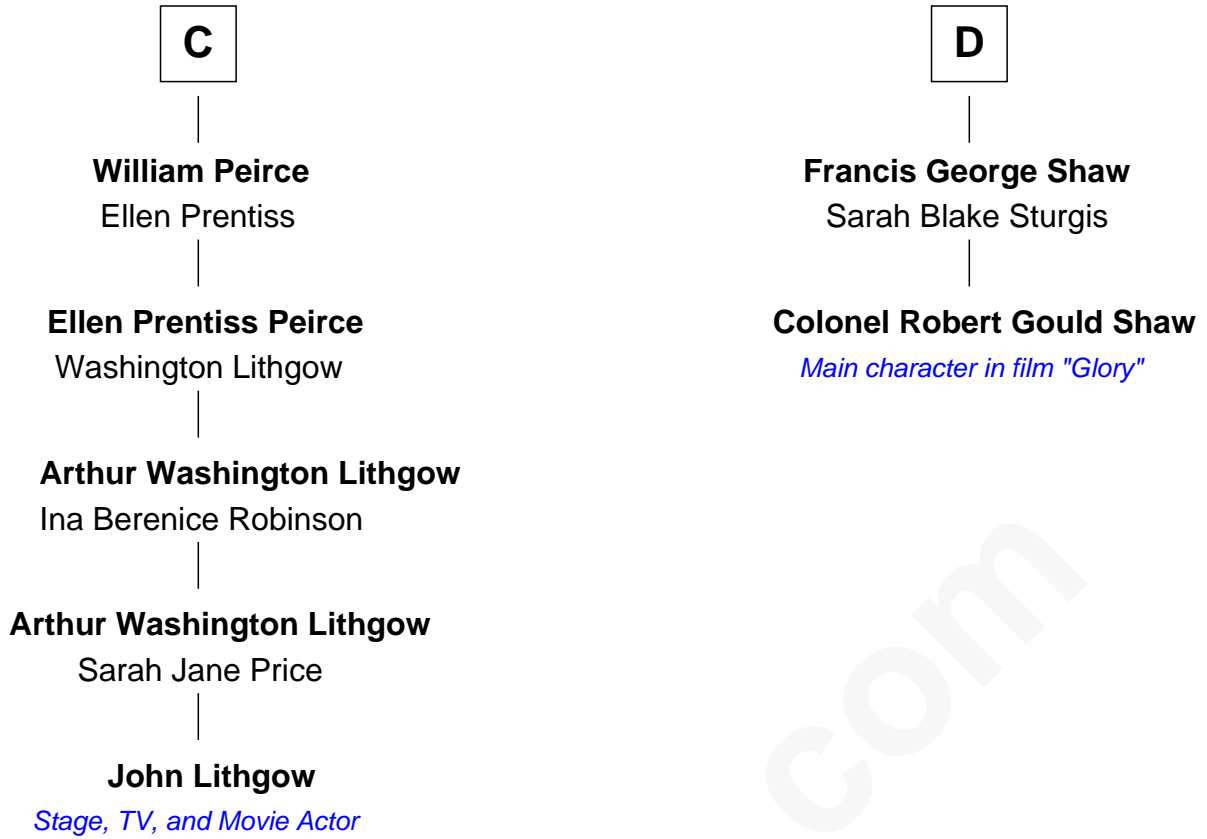 C
William Peirce
Ellen Prentiss
Ellen Prentiss Peirce
Washington Lithgow
Arthur Washington Lithgow
Ina Berenice Robinson
Arthur Washington Lithgow
Sarah Jane Price
John Lithgow
Stage, TV, and Movie Actor
D
Francis George Shaw
Sarah Blake Sturgis
Colonel Robert Gould Shaw
Main character in film "Glory"
com